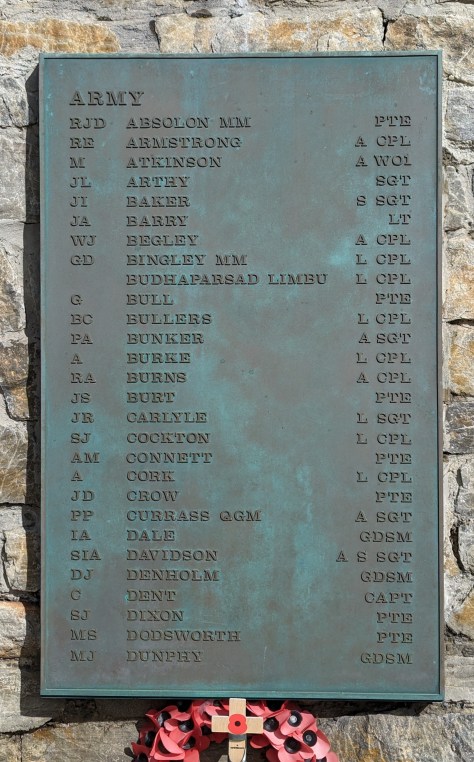 ARMY
RJD ABSOLON MM PTE
RE ARMSTRONG A CPL
M ATKINSON A WO1
JL ARTHY SGT
JI BAKER S SGT
JA BARRY LT
WJ BEGLEY A CPL
GD BINGLEY MM L CPL
BUDHAPARSAD LIMBU L CPL
G BULL PTE
BC BULLERS L CPL
PA BUNKER A SGT
A BURKE L CPL
RA BURNS A CPL
JS BURT PTE
JR CARLYLE L SGT
SJ COCKTON L CPL
AM CONNETT PTE
A CORK L CPL
JD CROW PTE
PP CURRASS QGM A SGT
IA DALE GDSM
SIA DAVIDSON A S SGT
DJ DENHOLM GDSM
C DENT CAPT
SJ DIXON PTE
MS DODSWORTH PTE
MJ DUNPHY GDSM